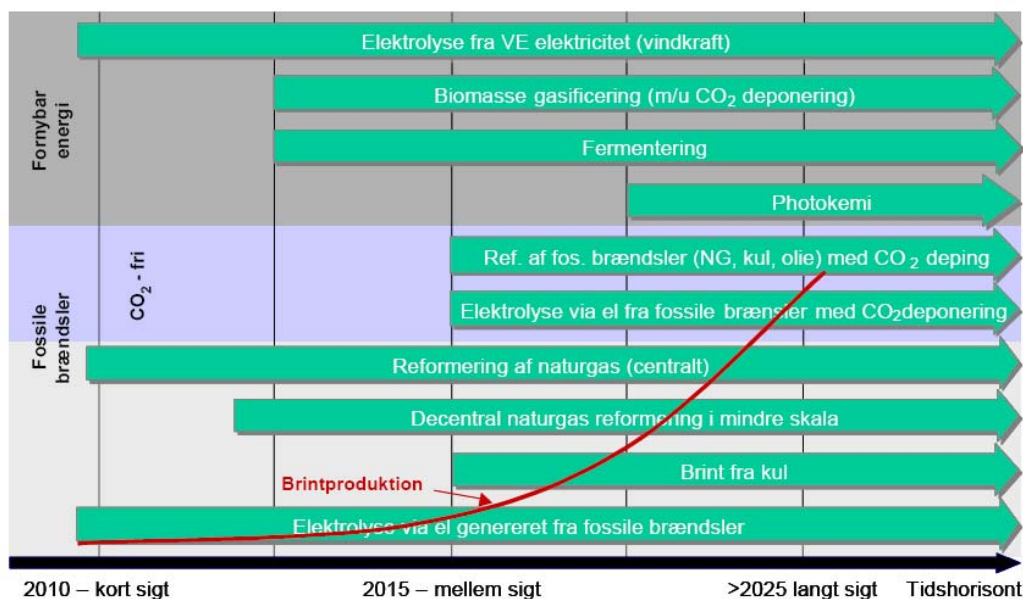 Fornybar
energi
Elektrolyse fra VE elektricitet (vindkraft)
Biomasse gasificering (m/u CO2 deponering)
Fermentering
Photokemi
Fossile
brændsler
CO2 - fri
Ref. af fos. brændsler (NG, kul, olie) med CO2 deping
Elektrolyse via el fra fossile brænsler med CO2deponering
Reformering af naturgas (centralt)
Decentral naturgas reformering i mindre skala
Brint fra kul
Brintproduktion
Elektrolyse via el genereret fra fossile brændsler
2010 – kort sigt 2015 – mellem sigt >2025 langt sigt Tidshorisont